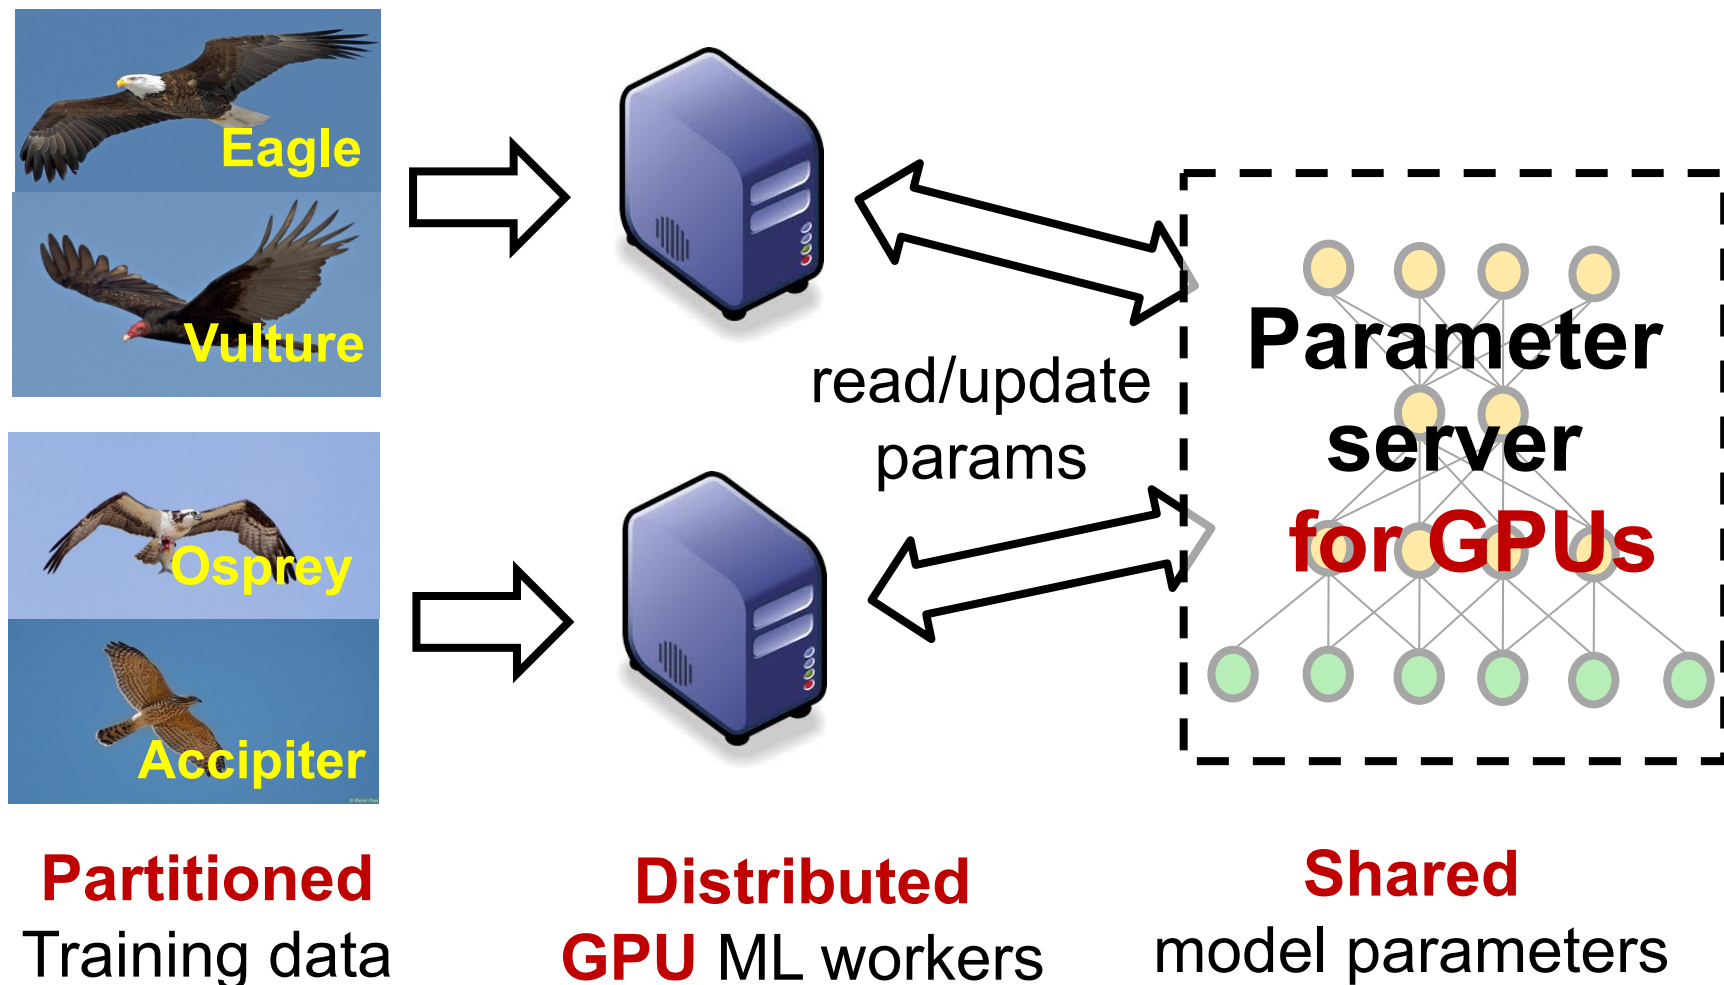 Eagle
Vulture
Osprey
Accipiter
read/update
params
Parameter
server
for GPUs
Partitioned
Training data
Distributed
GPU ML workers
Shared
model parameters